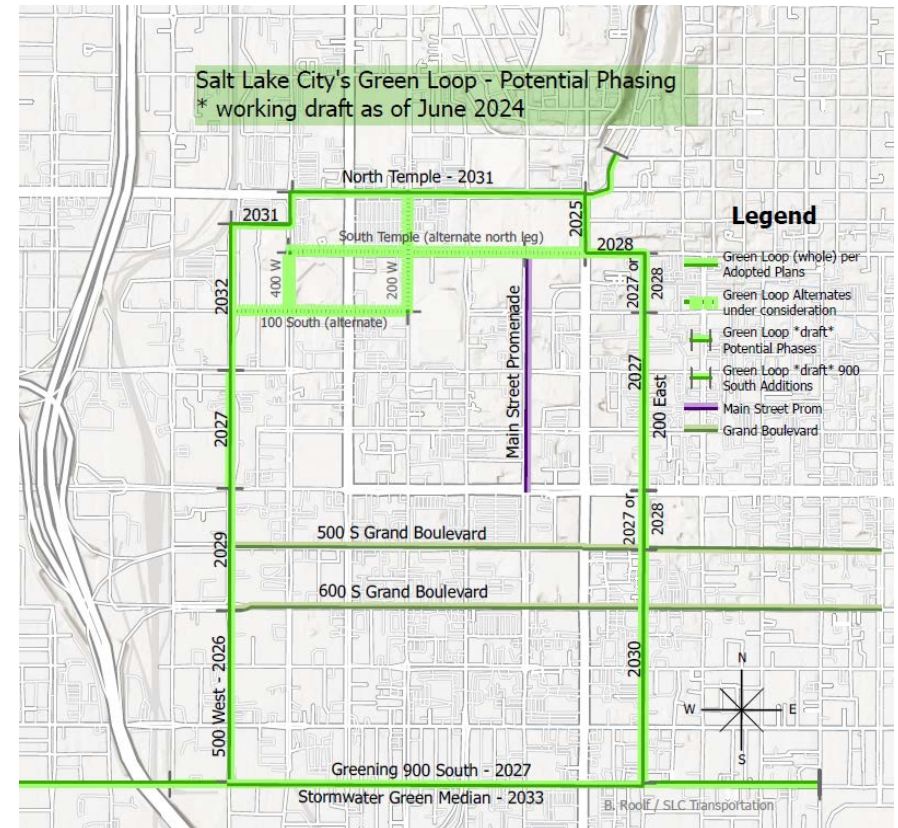 Salt Lake City's Green Loop - Potential Phasing
* working draft as of June 2024
North Temple - 2031
2031
2025
South Temple (alternate north leg)
2028
400 W
200 W
2032
100 South (alternate)
2027 or
2028
Main Street Promenade
2027
200 East
2027
2027 or
2028
2029
500 S Grand Boulevard
600 S Grand Boulevard
500 West - 2026
2030
Greening 900 South - 2027
Stormwater Green Median - 2033
Legend
Green Loop (whole) per
Adopted Plans
Green Loop Alternates
under consideration
Green Loop *draft*
Potential Phases
Green Loop *draft* 900
South Additions
Main Street Prom
Grand Boulevard
N
W
E
S
B. Roolf / SLC Transportation